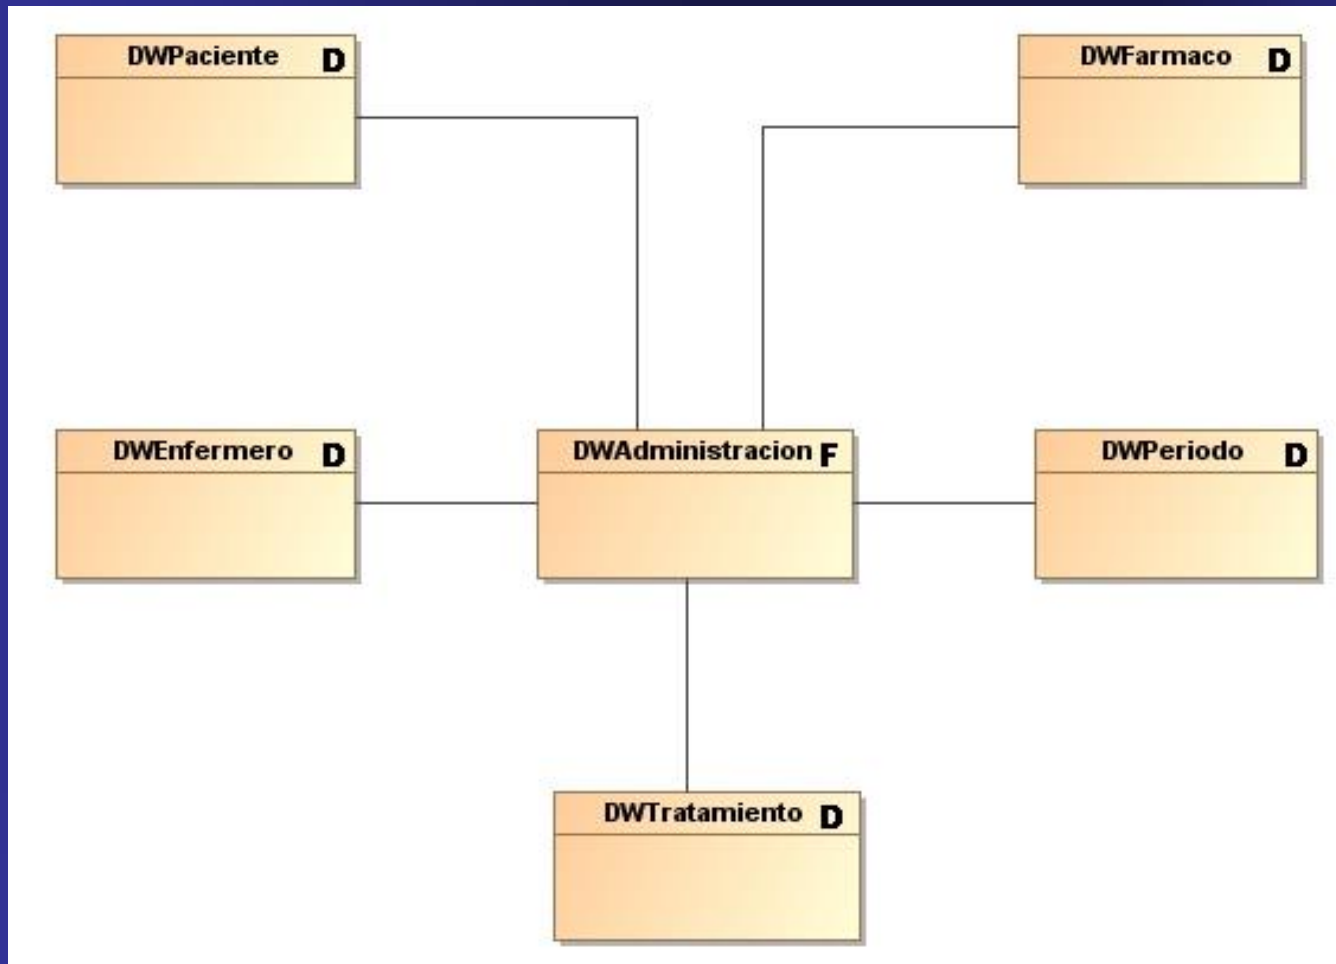 DWPaciente D
DWFarmaco D
DWEnfermero D
DWAdministracion F
DWPeriodo D
DWTratamiento D